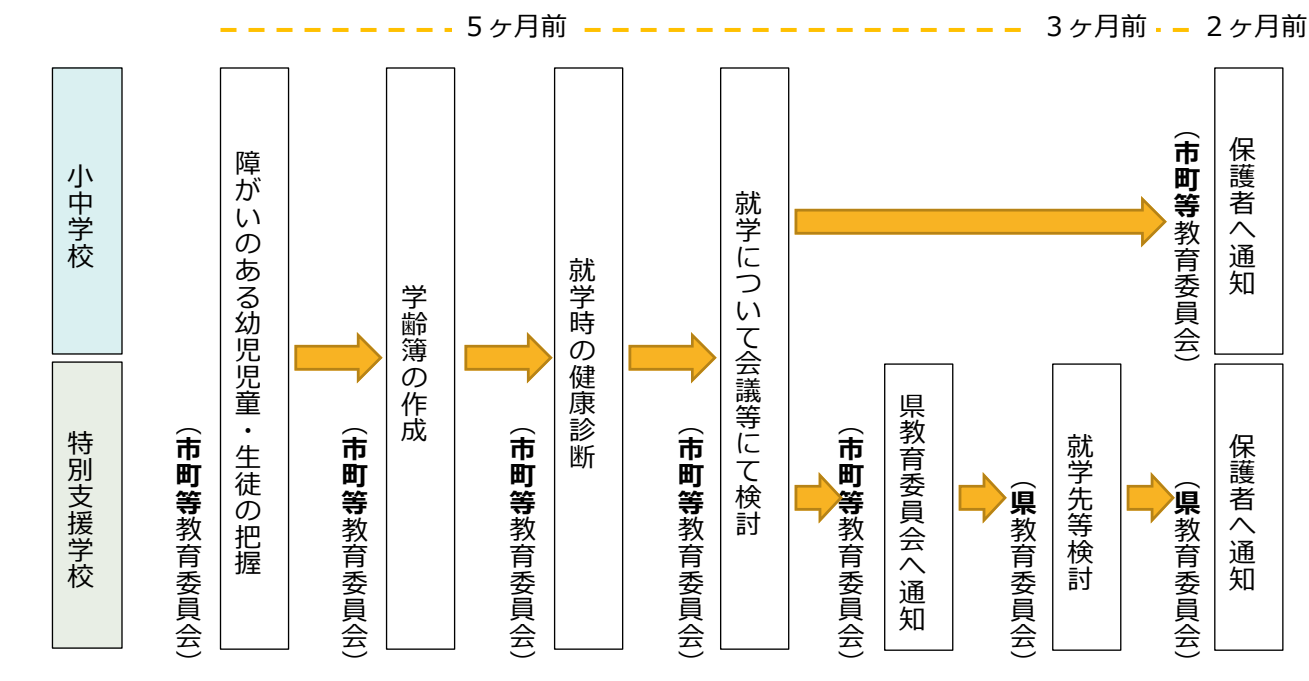 5ヶ月前
3ヶ月前
2ヶ月前
小中学校
特別支援学校
障がいのある幼児児童・生徒の把握
（市町等教育委員会）
学齢簿の作成
（市町等教育委員会）
就学時の健康診断
（市町等教育委員会）
就学について会議等にて検討
（市町等教育委員会）
保護者へ通知
（市町等教育委員会）
県教育委員会へ通知
（市町等教育委員会）
就学先等検討
（県教育委員会）
保護者へ通知
（県教育委員会）